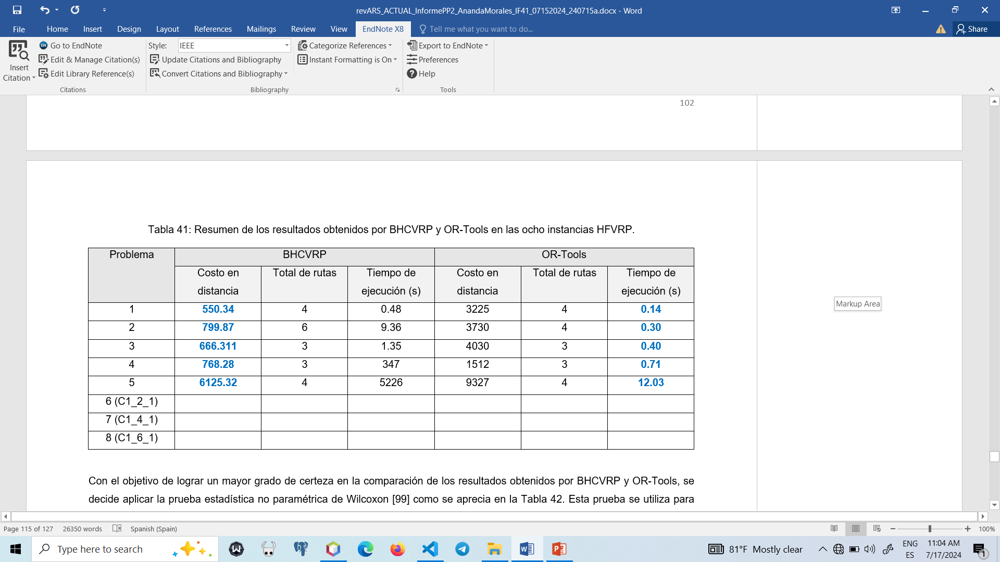 revARS_ACTUAL_InformePP2_AnandaMorales_IF41_07152024_240715a.docx - Word
File Home Insert Design Layout References Mailings Review View EndNote X8 Tell me what you want to do... Share
Insert Citation
Go to EndNote
Edit & Manage Citation(s)
Edit Library Reference(s)
Citations
Style: IEEE
Update Citations and Bibliography
Convert Citations and Bibliography
Categorize References
Instant Formatting is On
Bibliography
Export to EndNote
Preferences
Help
Tools
102
Tabla 41: Resumen de los resultados obtenidos por BHCVRP y OR-Tools en las ocho instancias HFVRP.
Problema BHCVRP OR-Tools
Costo en distancia Total de rutas Tiempo de ejecución (s) Costo en distancia Total de rutas Tiempo de ejecución (s)
1 550.34 4 0.48 3225 4 0.14
2 799.87 6 9.36 3730 4 0.30
3 666.311 3 1.35 4030 3 0.40
4 768.28 3 347 1512 3 0.71
5 6125.32 4 5226 9327 4 12.03
6 (C1_2_1)
7 (C1_4_1)
8 (C1_6_1)
Markup Area
Con el objetivo de lograr un mayor grado de certeza en la comparación de los resultados obtenidos por BHCVRP y OR-Tools, se
decide aplicar la prueba estadística no paramétrica de Wilcoxon [99] como se aprecia en la Tabla 42. Esta prueba se utiliza para
Page 115 of 127 26350 words Spanish (Spain) 100%
Type here to search
81°F Mostly clear
ENG
ES
11:04 AM
7/17/2024
1